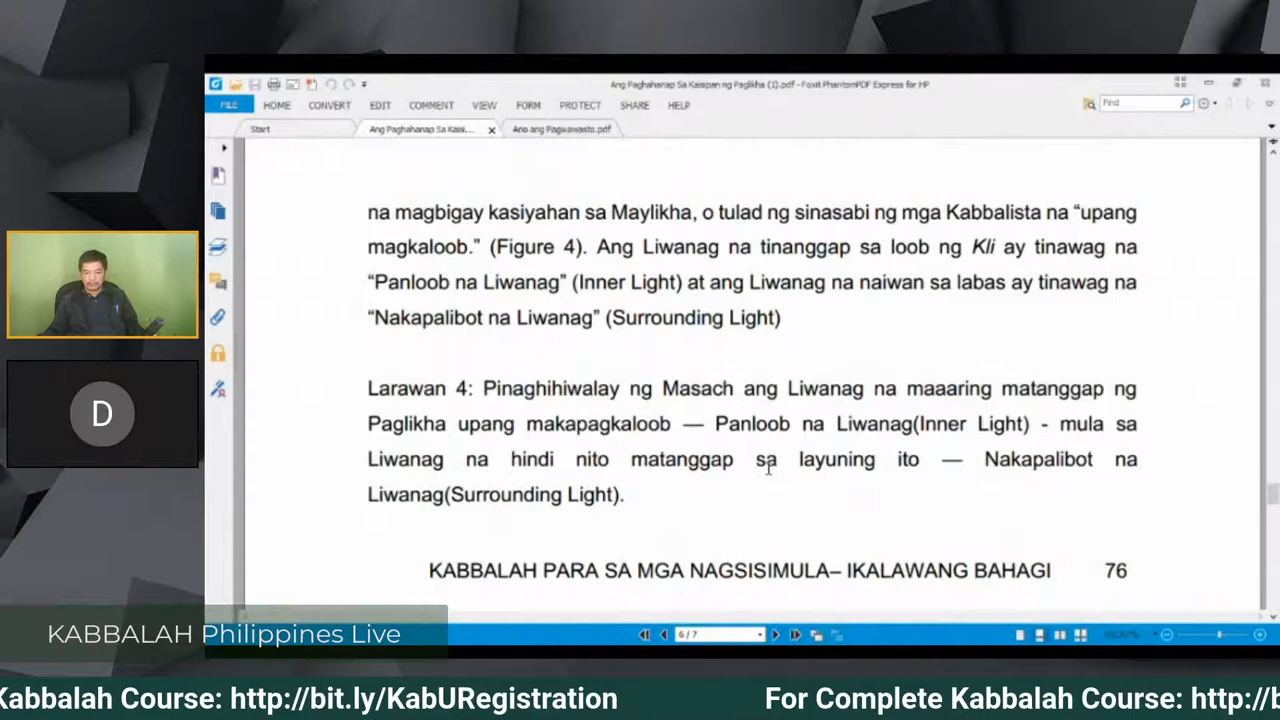 Ang Paghahanap Sa Kaisipan ng Paglikha (1).pdf - Foxit PhantomPDF Express for HP
FILE HOME CONVERT EDIT COMMENT VIEW FORM PROTECT SHARE HELP
Find
Start
Ang Paghahanap Sa Kaisi...
Ano ang Pagwawasto.pdf
na magbigay kasiyahan sa Maylikha, o tulad ng sinasabi ng mga Kabbalista na “upang
magkaloob.” (Figure 4). Ang Liwanag na tinanggap sa loob ng Kli ay tinawag na
“Panloob na Liwanag” (Inner Light) at ang Liwanag na naiwan sa labas ay tinawag na
“Nakapalibot na Liwanag” (Surrounding Light)
Larawan 4: Pinaghihiwalay ng Masach ang Liwanag na maaaring matanggap ng
Paglikha upang makapagkaloob — Panloob na Liwanag(Inner Light) - mula sa
Liwanag na hindi nito matanggap sa layuning ito — Nakapalibot na
Liwanag(Surrounding Light).
KABBALAH PARA SA MGA NAGSISIMULA– IKALAWANG BAHAGI 76
D
KABBALAH Philippines Live
6 / 7
Kabbalah Course: http://bit.ly/KabURegistration
For Complete Kabbalah Course: http://b